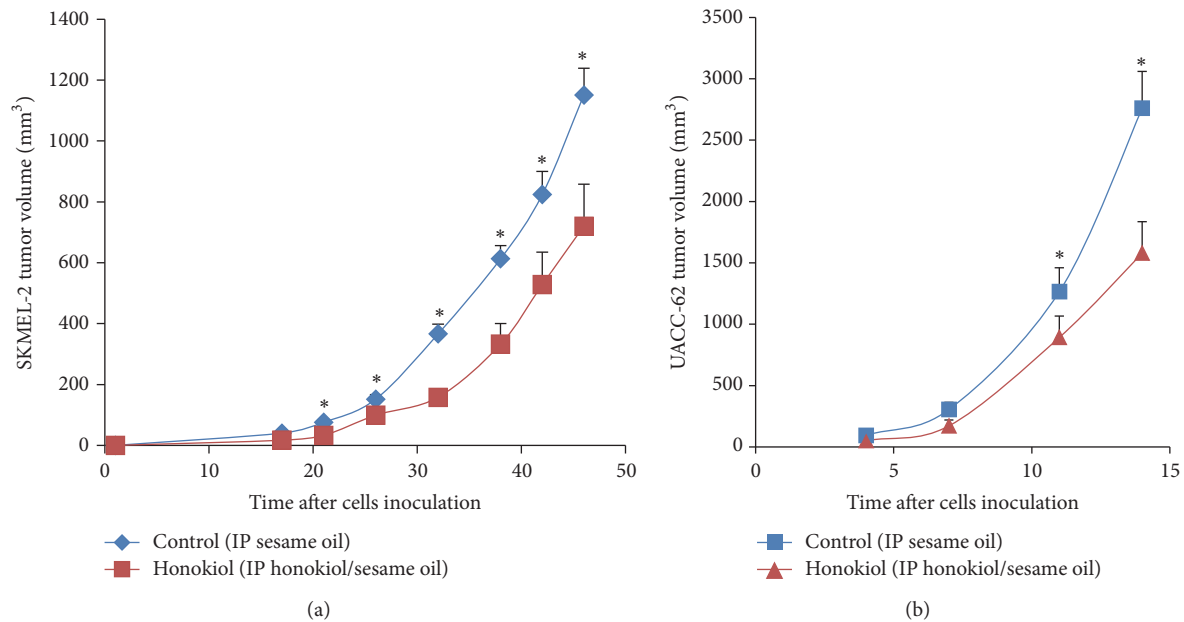 1400
1200
1000
800
600
400
200
0
SKMEL-2 tumor volume (mm³)
* * * * * * *
0 10 20 30 40 50
Time after cells inoculation
Control (IP sesame oil)
Honokiol (IP honokiol/sesame oil)
(a)
3500
3000
2500
2000
1500
1000
500
0
UACC-62 tumor volume (mm³)
* *
0 5 10 15
Time after cells inoculation
Control (IP sesame oil)
Honokiol (IP honokiol/sesame oil)
(b)